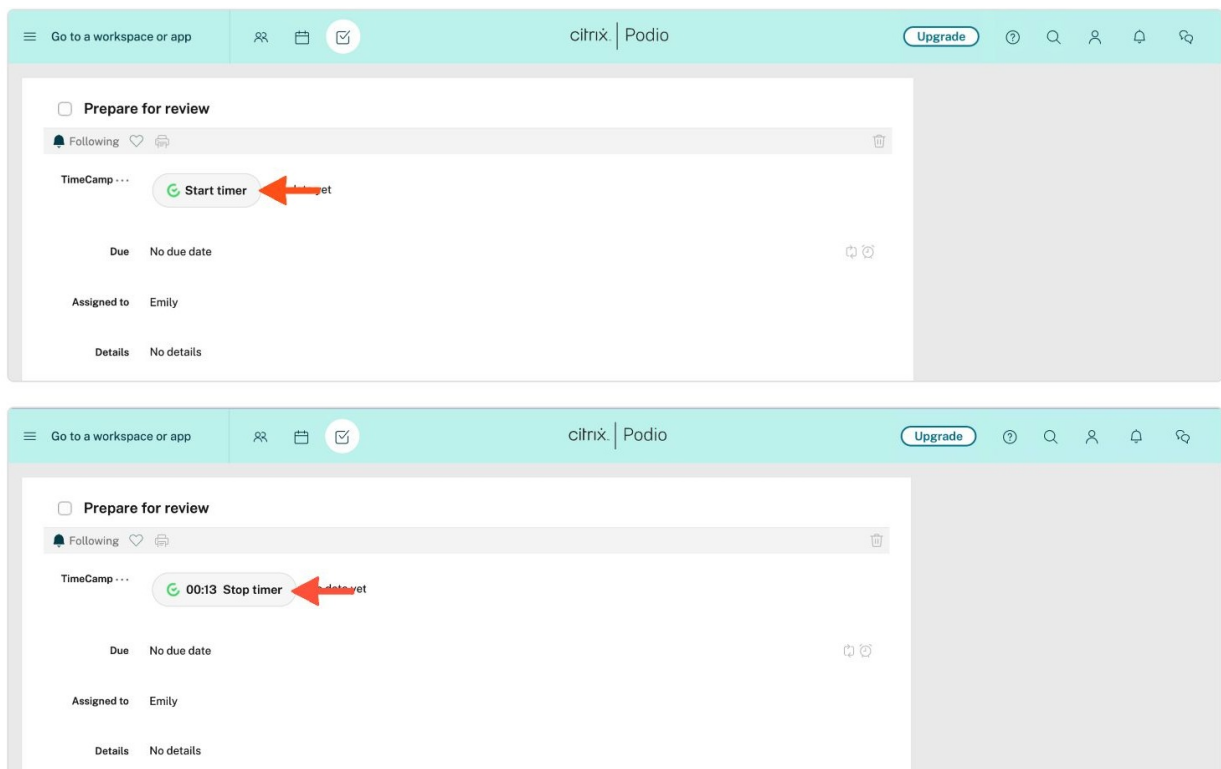 Go to a workspace or app
citrix. | Podio
Upgrade
Prepare for review
Following
TimeCamp ···
Start timer
Due No due date
Assigned to Emily
Details No details
Go to a workspace or app
citrix. | Podio
Upgrade
Prepare for review
Following
TimeCamp ···
00:13 Stop timer
Due No due date
Assigned to Emily
Details No details